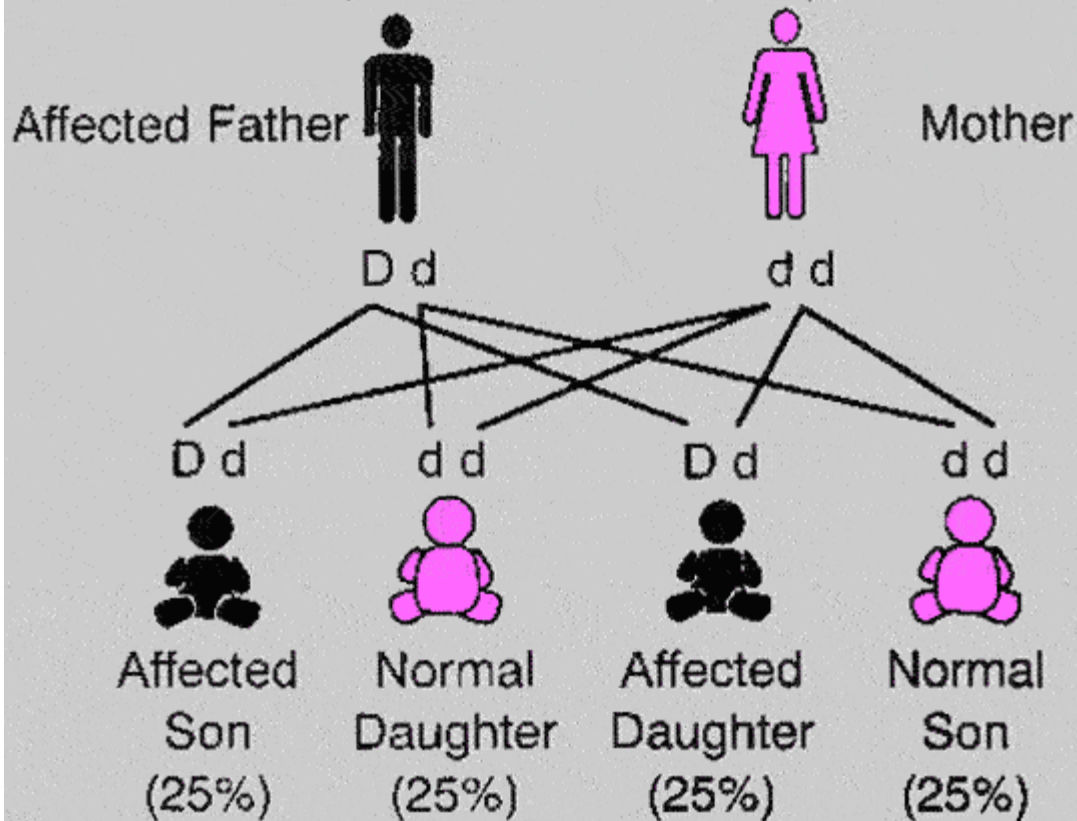 Affected Father
Mother
D d
d d
D d
d d
D d
d d
Affected
Son
(25%)
Normal
Daughter
(25%)
Affected
Daughter
(25%)
Normal
Son
(25%)